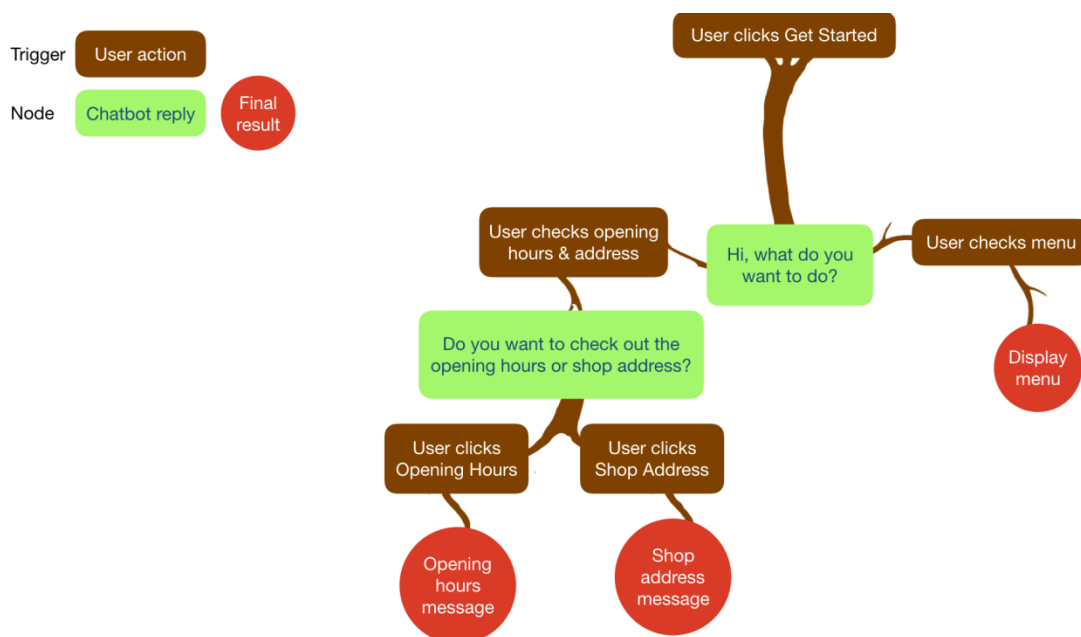 Trigger
User action
Node
Chatbot reply
Final
result
User clicks Get Started
User checks opening
hours & address
Hi, what do you
want to do?
User checks menu
Do you want to check out the
opening hours or shop address?
Display
menu
User clicks
Opening Hours
User clicks
Shop Address
Opening
hours
message
Shop
address
message